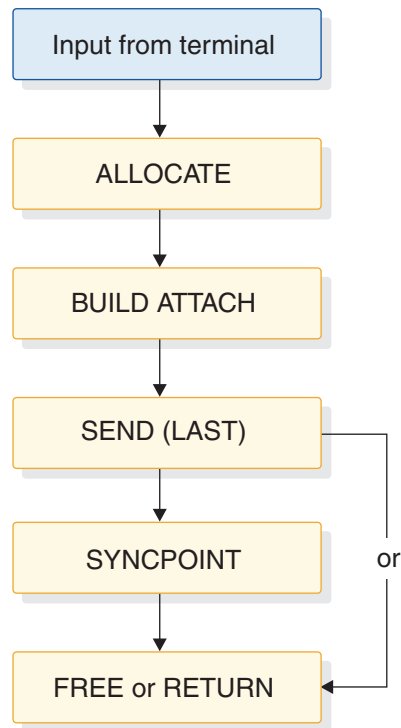 Input from terminal
ALLOCATE
BUILD ATTACH
SEND (LAST)
SYNCPOINT
or
FREE or RETURN